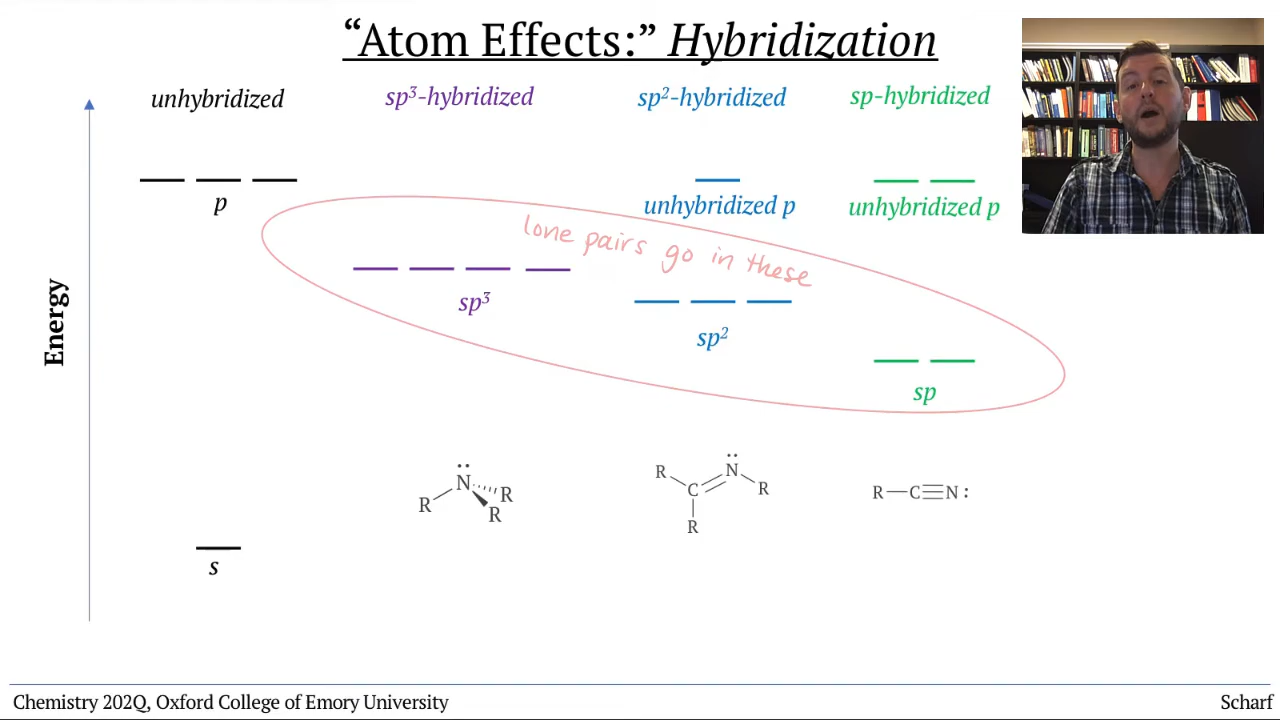 “Atom Effects:” Hybridization
unhybridized
sp³-hybridized
sp²-hybridized
sp-hybridized
p
unhybridized p
unhybridized p
lone pairs go in these
sp³
sp²
sp
Energy
N
R
R
R
R
C
N
R
R
R—C≡N:
s
Chemistry 202Q, Oxford College of Emory University
Scharf